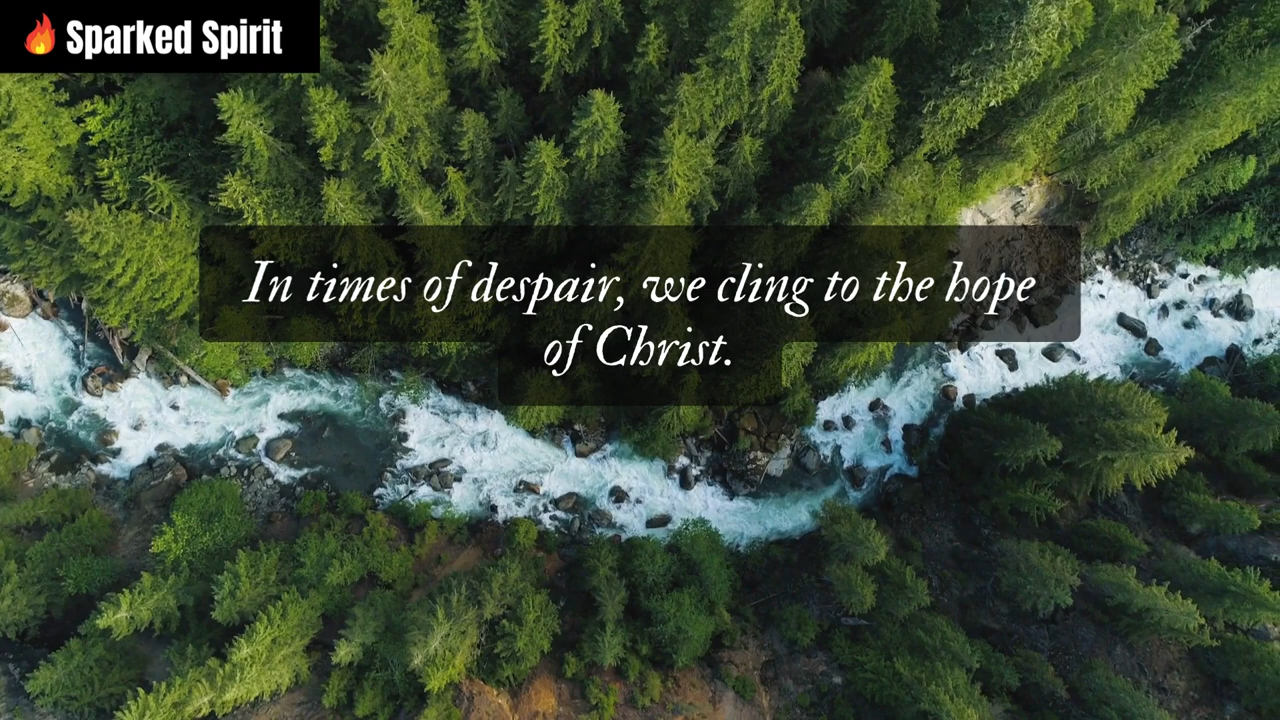 Sparked Spirit
In times of despair, we cling to the hope
of Christ.